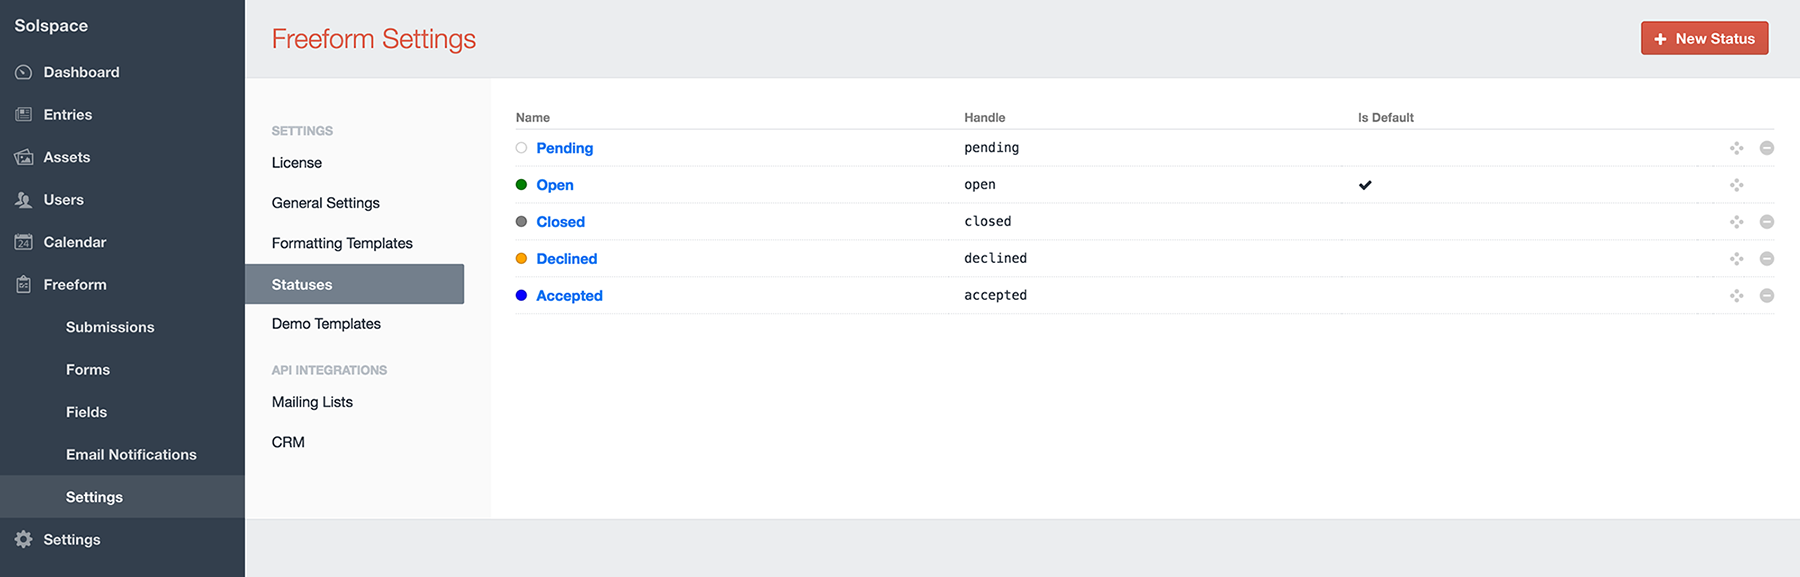 Solspace
Dashboard
Entries
Assets
Users
24
Calendar
Freeform
Submissions
Forms
Fields
Email Notifications
Settings
Settings
Freeform Settings
New Status
SETTINGS
License
General Settings
Formatting Templates
Statuses
Demo Templates
API INTEGRATIONS
Mailing Lists
CRM
Name Handle Is Default
Pending pending
Open open
Closed closed
Declined declined
Accepted accepted